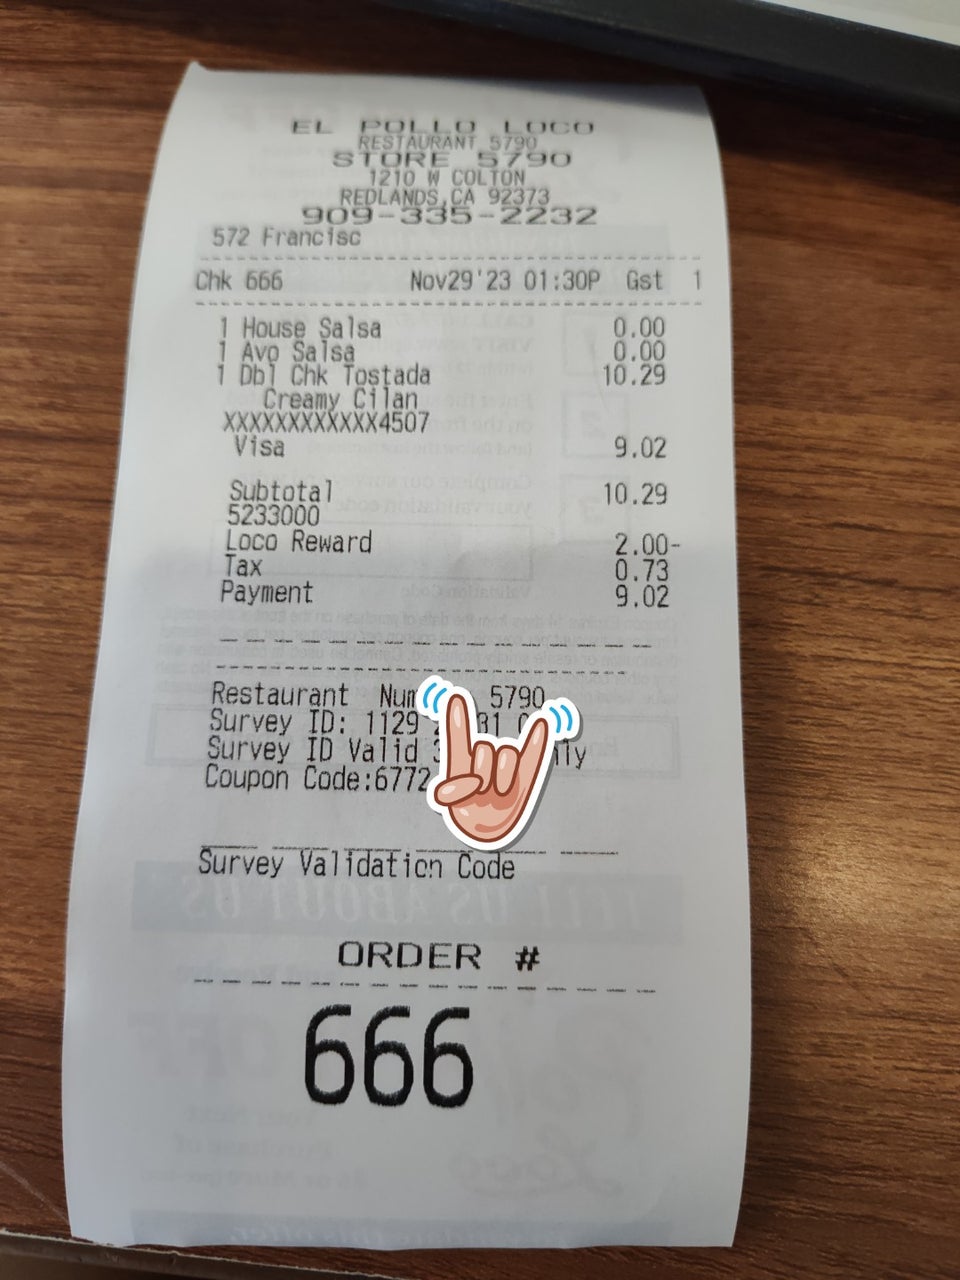 EL POLLO LOCO
RESTAURANT 5790
STORE 5790
1210 W COLTON
REDLANDS,CA 92373
909-335-2232
572 Francisc
Chk 666 Nov29'23 01:30P Gst 1
1 House Salsa 0.00
1 Avo Salsa 0.00
1 Dbl Chk Tostada 10.29
Creamy Cilan
XXXXXXXXXXXX4507
Visa 9.02
Subtotal 10.29
5233000
Loco Reward 2.00-
Tax 0.73
Payment 9.02
Restaurant 5790
Survey ID: 1129
Survey ID Valid
Coupon Code:6772
Survey Validation Code
ORDER #
666